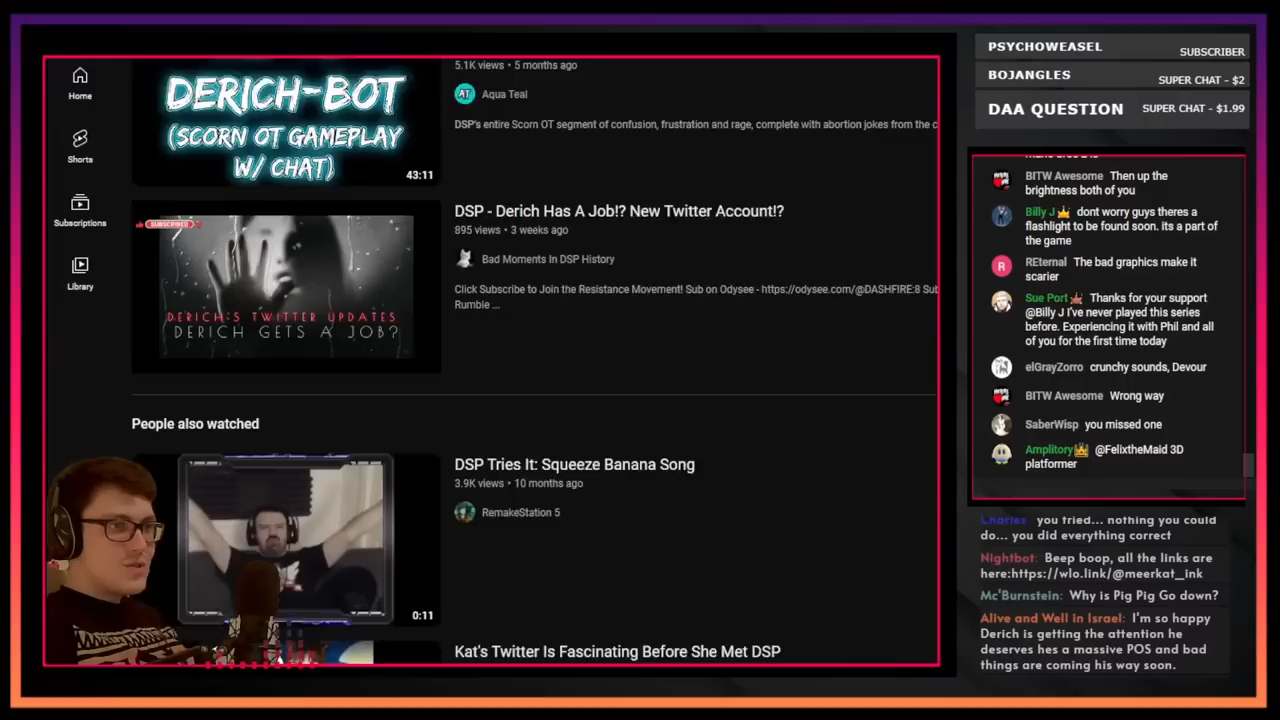 Home
Shorts
Subscriptions
Library
DERICH-BOT
(SCORN OT GAMEPLAY
W/ CHAT)
43:11
5.1K views • 5 months ago
AT Aqua Teal
DSP's entire Scorn OT segment of confusion, frustration and rage, complete with abortion jokes from the c
SUBSCRIBED
DERICH'S TWITTER UPDATES
DERICH GETS A JOB?
DSP - Derich Has A Job!? New Twitter Account!?
895 views • 3 weeks ago
Bad Moments In DSP History
Click Subscribe to Join the Resistance Movement! Sub on Odysee - https://odysee.com/@DASHFIRE:8 Sub
Rumble ...
People also watched
0:11
DSP Tries It: Squeeze Banana Song
3.9K views • 10 months ago
RemakeStation 5
Kat's Twitter Is Fascinating Before She Met DSP
PSYCHOWEASEL SUBSCRIBER
BOJANGLES SUPER CHAT - $2
DAA QUESTION SUPER CHAT - $1.99
BITW Awesome Then up the
brightness both of you
Billy J dont worry guys theres a
flashlight to be found soon. its a part of
the game
R REternal The bad graphics make it
scarier
Sue Port Thanks for your support
@Billy J I've never played this series
before. Experiencing it with Phil and all
of you for the first time today
elGrayZorro crunchy sounds, Devour
BITW Awesome Wrong way
SaberWisp you missed one
Amplitory @FelixtheMaid 3D
platformer
Charles you tried... nothing you could
do... you did everything correct
Nightbot: Beep boop, all the links are
here:https://wlo.link/@meerkat_ink
Mc'Burnstein: Why is Pig Pig Go down?
Alive and Well in Israel: I'm so happy
Derich is getting the attention he
deserves hes a massive POS and bad
things are coming his way soon.